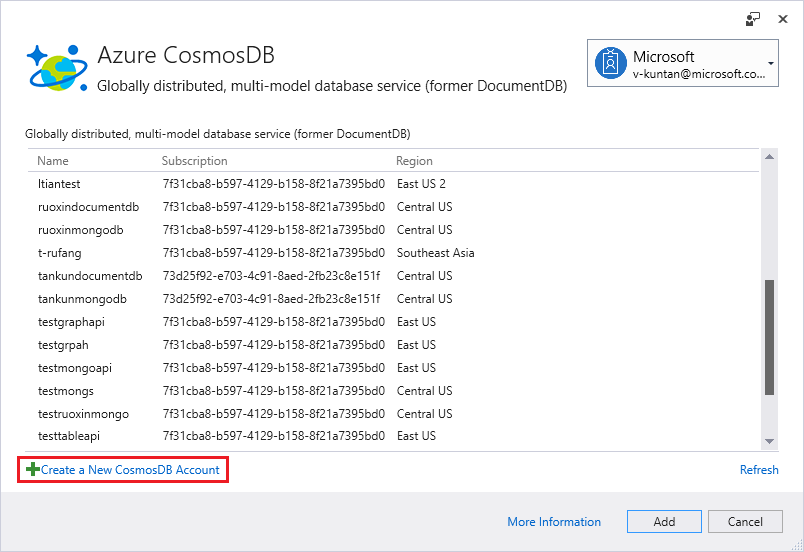 Azure CosmosDB
Globally distributed, multi-model database service (former DocumentDB)
Microsoft
v-kuntan@microsoft.co...
Globally distributed, multi-model database service (former DocumentDB)
Name Subscription Region
ltiantest 7f31cba8-b597-4129-b158-8f21a7395bd0 East US 2
ruoxindocumentdb 7f31cba8-b597-4129-b158-8f21a7395bd0 Central US
ruoxinmongodb 7f31cba8-b597-4129-b158-8f21a7395bd0 Central US
t-rufang 7f31cba8-b597-4129-b158-8f21a7395bd0 Southeast Asia
tankundocumentdb 73d25f92-e703-4c91-8aed-2fb23c8e151f Central US
tankunmongodb 73d25f92-e703-4c91-8aed-2fb23c8e151f Central US
testgraphapi 7f31cba8-b597-4129-b158-8f21a7395bd0 East US
testgrpah 7f31cba8-b597-4129-b158-8f21a7395bd0 East US
testmongoapi 7f31cba8-b597-4129-b158-8f21a7395bd0 East US
testmongs 7f31cba8-b597-4129-b158-8f21a7395bd0 Central US
testruoxinmongo 7f31cba8-b597-4129-b158-8f21a7395bd0 Central US
testtableapi 7f31cba8-b597-4129-b158-8f21a7395bd0 East US
Create a New CosmosDB Account Refresh
More Information Add Cancel